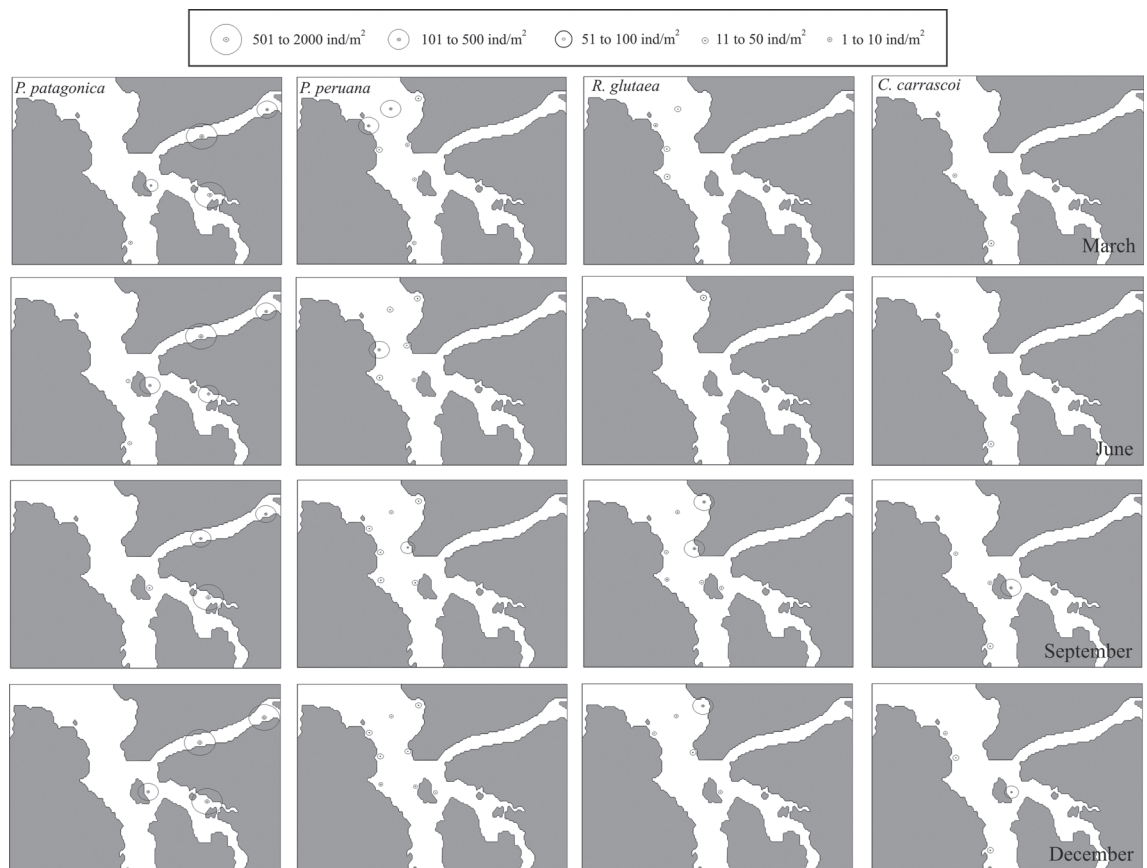 501 to 2000 ind/m² 101 to 500 ind/m² 51 to 100 ind/m² 11 to 50 ind/m² 1 to 10 ind/m²
P. patagonica P. peruana R. glutaea C. carrascoi
March
June
September
December